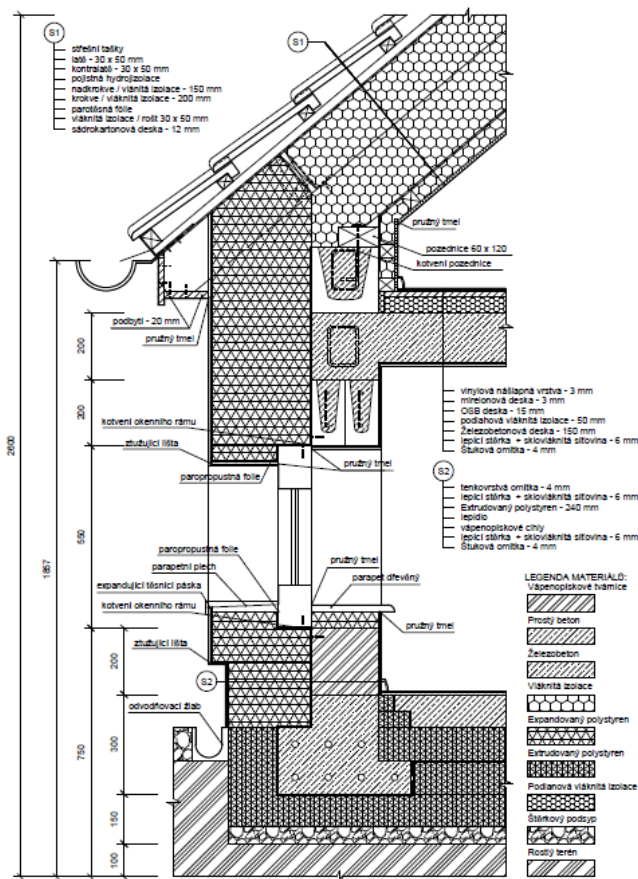 S1
střešní tašky
latě - 30 x 50 mm
kontralatě - 30 x 50 mm
pojistná hydroizolace
nadkrokve / vlánitá izolace - 150 mm
krokve / vláknitá izolace - 200 mm
parotěsná fólie
vláknitá izolace / rošt 30 x 50 mm
sádrokartonová deska - 12 mm
S1
pružný tmel
pozednice 60 x 120
kotvení pozednice
podbytí - 20 mm
pružný tmel
200
200
550
200
750
300
150
100
2600
1857
kotvení okenního rámu
ztužující lišta
paropropustná folie
pružný tmel
vinylová nášlapná vrstva - 3 mm
mirelonová deska - 3 mm
OSB deska - 15 mm
podlahová vláknitá izolace - 50 mm
Železobetonová deska - 150 mm
lepící stěrka + sklovláknitá síťovina - 6 mm
Štuková omítka - 4 mm
S2
tenkovrstvá omítka - 4 mm
lepící stěrka + sklovláknitá síťovina - 6 mm
Extrudovaný polystyren - 240 mm
lepidlo
vápenopískové cihly
lepící stěrka + sklovláknitá síťovina - 6 mm
Štuková omítka - 4 mm
paropropustná folie
parapetní plech
expandující těsnící páska
kotvení okenního rámu
pružný tmel
parapet dřevěný
pružný tmel
ztužující lišta
S2
odvodňovací žlab
LEGENDA MATERIÁLŮ:
Vápenopískové tvárnice
Prostý beton
Železobeton
Vláknitá izolace
Expandovaný polystyren
Extrudovaný polystyren
Podlanová vláknitá izolace
Štěrkový podsyp
Rostlý terén